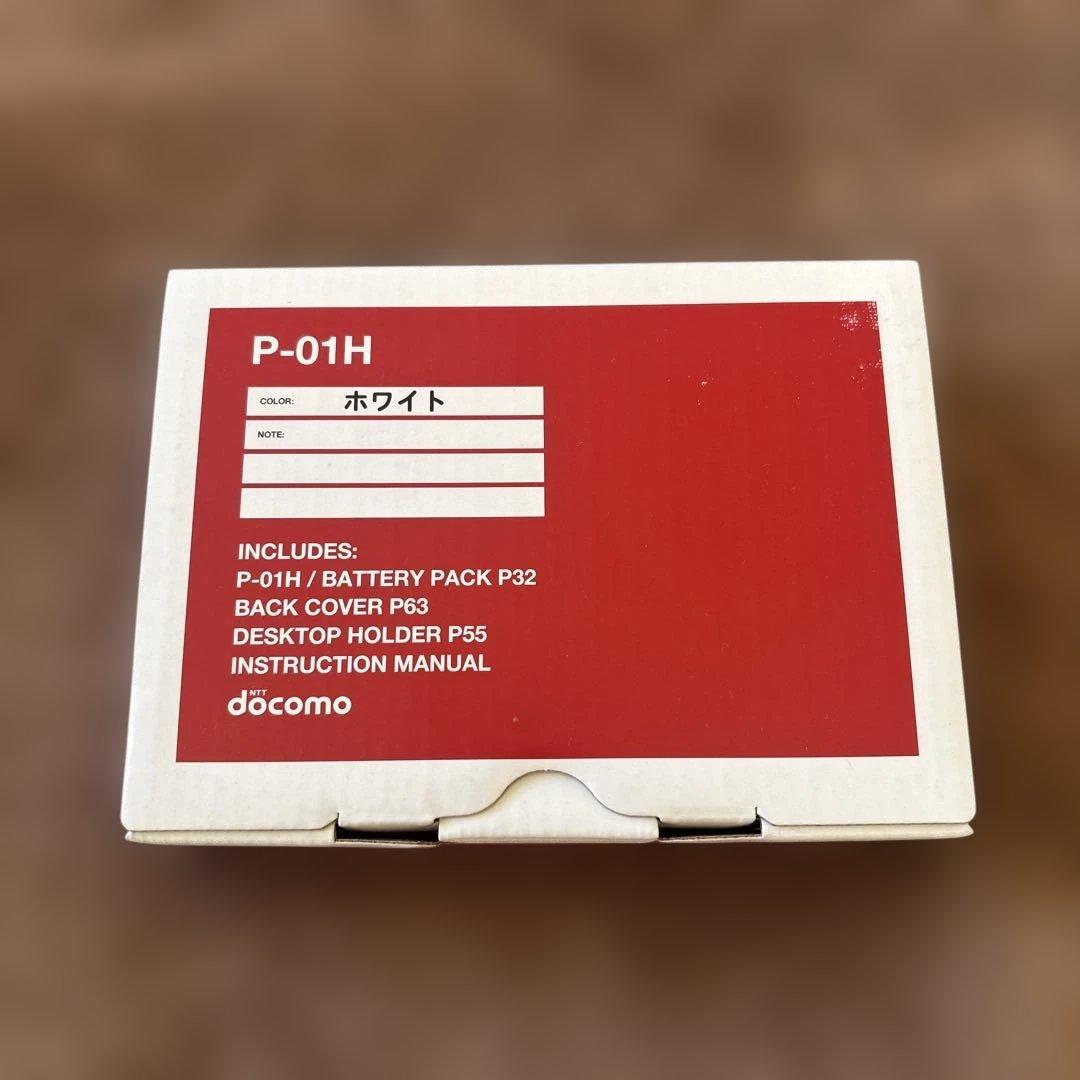 P-01H
COLOR: ホワイト
NOTE:
INCLUDES:
P-01H / BATTERY PACK P32
BACK COVER P63
DESKTOP HOLDER P55
INSTRUCTION MANUAL
NTT
docomo